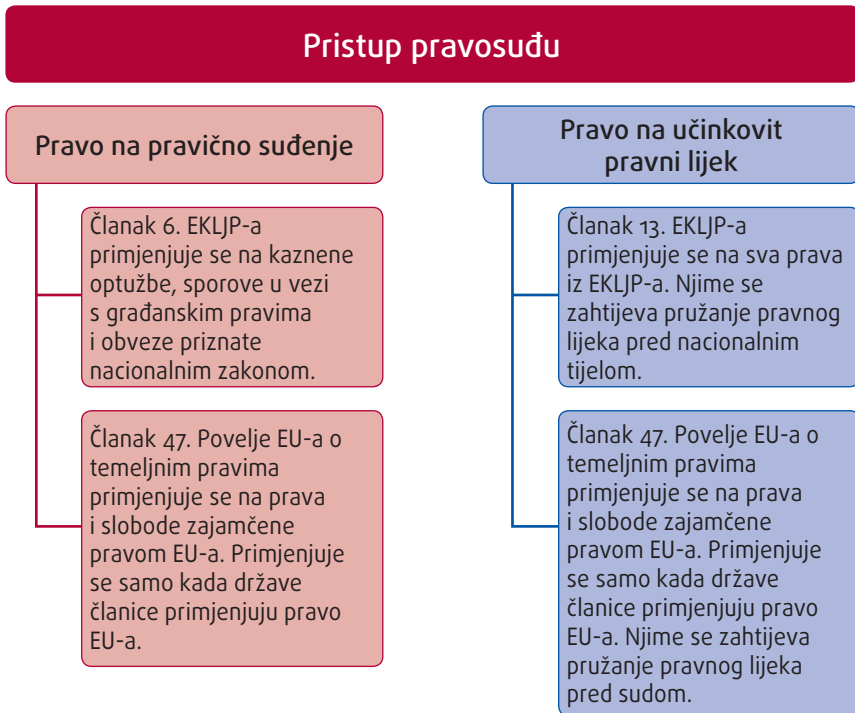 Pristup pravosuđu
Pravo na pravično suđenje
Članak 6. EKLJP-a
primjenjuje se na kaznene
optužbe, sporove u vezi
s građanskim pravima
i obveze priznate
nacionalnim zakonom.
Članak 47. Povelje EU-a o
temeljnim pravima
primjenjuje se na prava
i slobode zajamčene
pravom EU-a. Primjenjuje
se samo kada države
članice primjenjuju pravo
EU-a.
Pravo na učinkovit
pravni lijek
Članak 13. EKLJP-a
primjenjuje se na sva prava
iz EKLJP-a. Njime se
zahtijeva pružanje pravnog
lijeka pred nacionalnim
tijelom.
Članak 47. Povelje EU-a o
temeljnim pravima
primjenjuje se na prava
i slobode zajamčene
pravom EU-a. Primjenjuje
se samo kada države
članice primjenjuju pravo
EU-a. Njime se zahtijeva
pružanje pravnog lijeka
pred sudom.